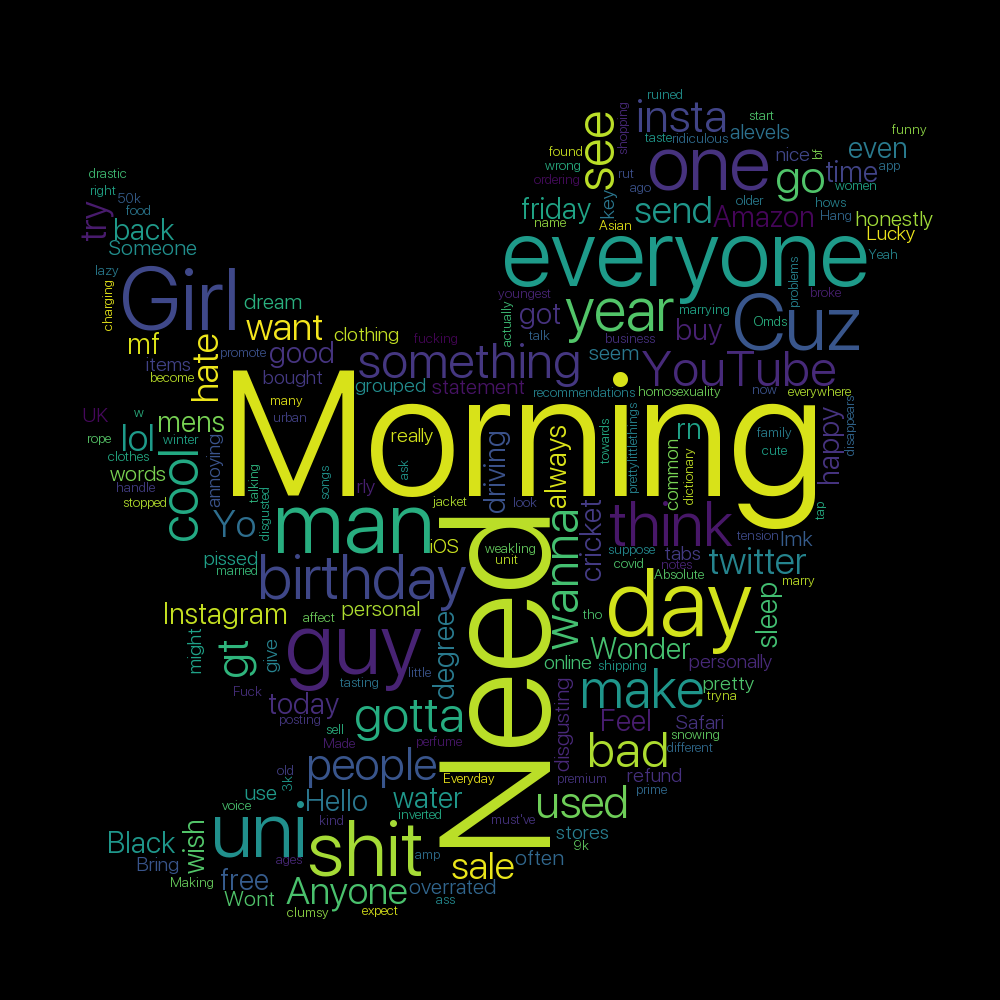 ruined
insta
start
shopping
see
taste
ridiculous
alevels
funny
found
one
nice
bf
even
wrong
go
time
app
drastic
ordering
rut
ago
women
right
50k
try
food
back
Someone
friday
name
key
Asian
send
Amazon
older
hows
Hang
honestly
Lucky
everyone
Yeah
lazy
charging
Girl
dream
want
clothing
youngest
actually
got
year
marrying
buy
Cuz
Omds
problems
broke
mf
hate
promote
good
items
become
bought
something
fucking
talk
business
seem
YouTube
grouped
statement
recommendations
homosexuality
now
everywhere
UK
w
rope
mens
many
urban
Morning
lol
winter
clothes
cool
annoying
really
always
towards
prettylittlethings
rn
family
cute
happy
disappears
words
handle
stopped
talking
disgusted
songs
ask
rly
driving
jacket
look
common
dictionary
tap
Yo
man
iOS
Need
weakling
unit
wanna
cricket
think
suppose
covid
tabs
notes
tension
lmk
pissed
married
birthday
twitter
Absolute
marry
Instagram
affect
personal
day
tho
sleep
might
gt
give
guy
little
degree
Wonder
online
shipping
personally
Fuck
tasting
today
posting
gotta
disgusting
make
pretty
tryna
sell
Made
perfume
Feel
Safari
snowing
different
bad
people
old
3k
Everyday
premium
refund
prime
use
Hello
water
used
voice
inverted
must've
Black
wish
uni
kind
shit
stores
9k
Bring
ages
amp
sale
often
Making
free
Anyone
overrated
Wont
ass
clumsy
expect